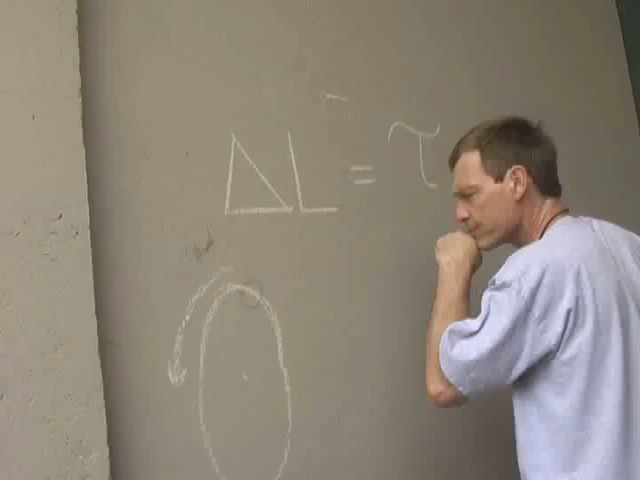 ΔL = τ